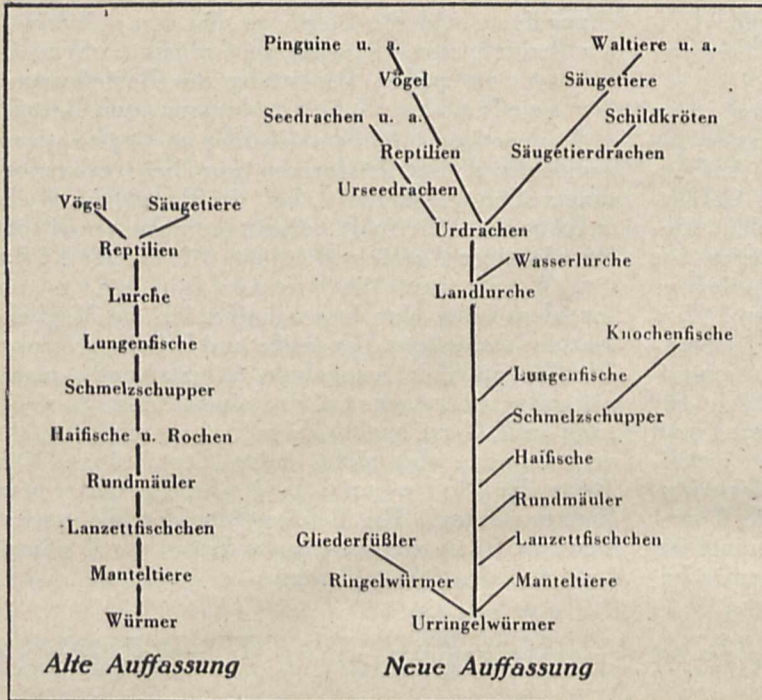 Pinguine u. a.
Waltiere u. a.
Vögel
Säugetiere
Seedrachen u. a.
Schildkröten
Reptilien
Säugetierdrachen
Urseedrachen
Urdrachen
Wasserlurche
Landlurche
Knochenfische
Lungenfische
Schmelzschupper
Haifische
Rundmäuler
Lanzettfischchen
Gliederfüßler
Ringelwürmer
Manteltiere
Urringelwürmer
Neue Auffassung
Vögel
Säugetiere
Reptilien
Lurche
Lungenfische
Schmelzschupper
Haifische u. Rochen
Rundmäuler
Lanzettfischchen
Manteltiere
Würmer
Alte Auffassung